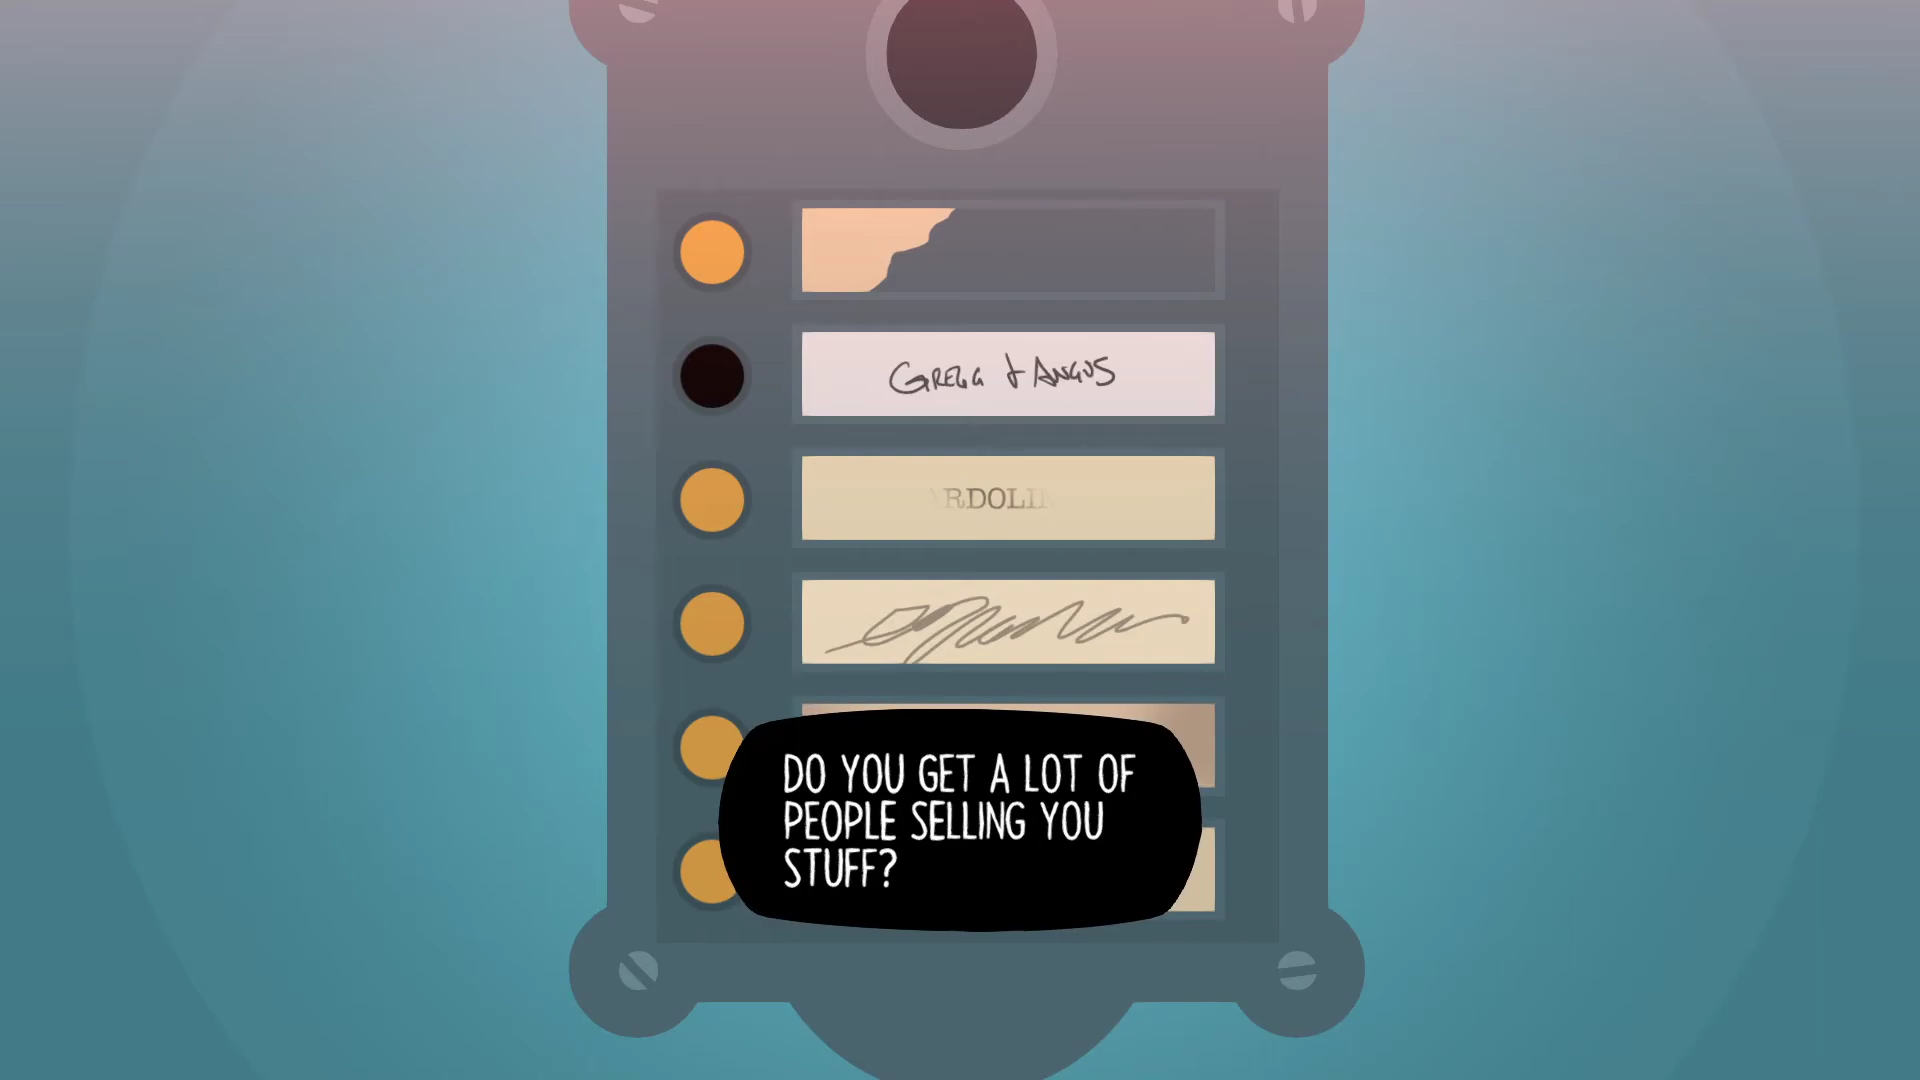 GREGG & ANGUS
RDOLI
DO YOU GET A LOT OF
PEOPLE SELLING YOU
STUFF?